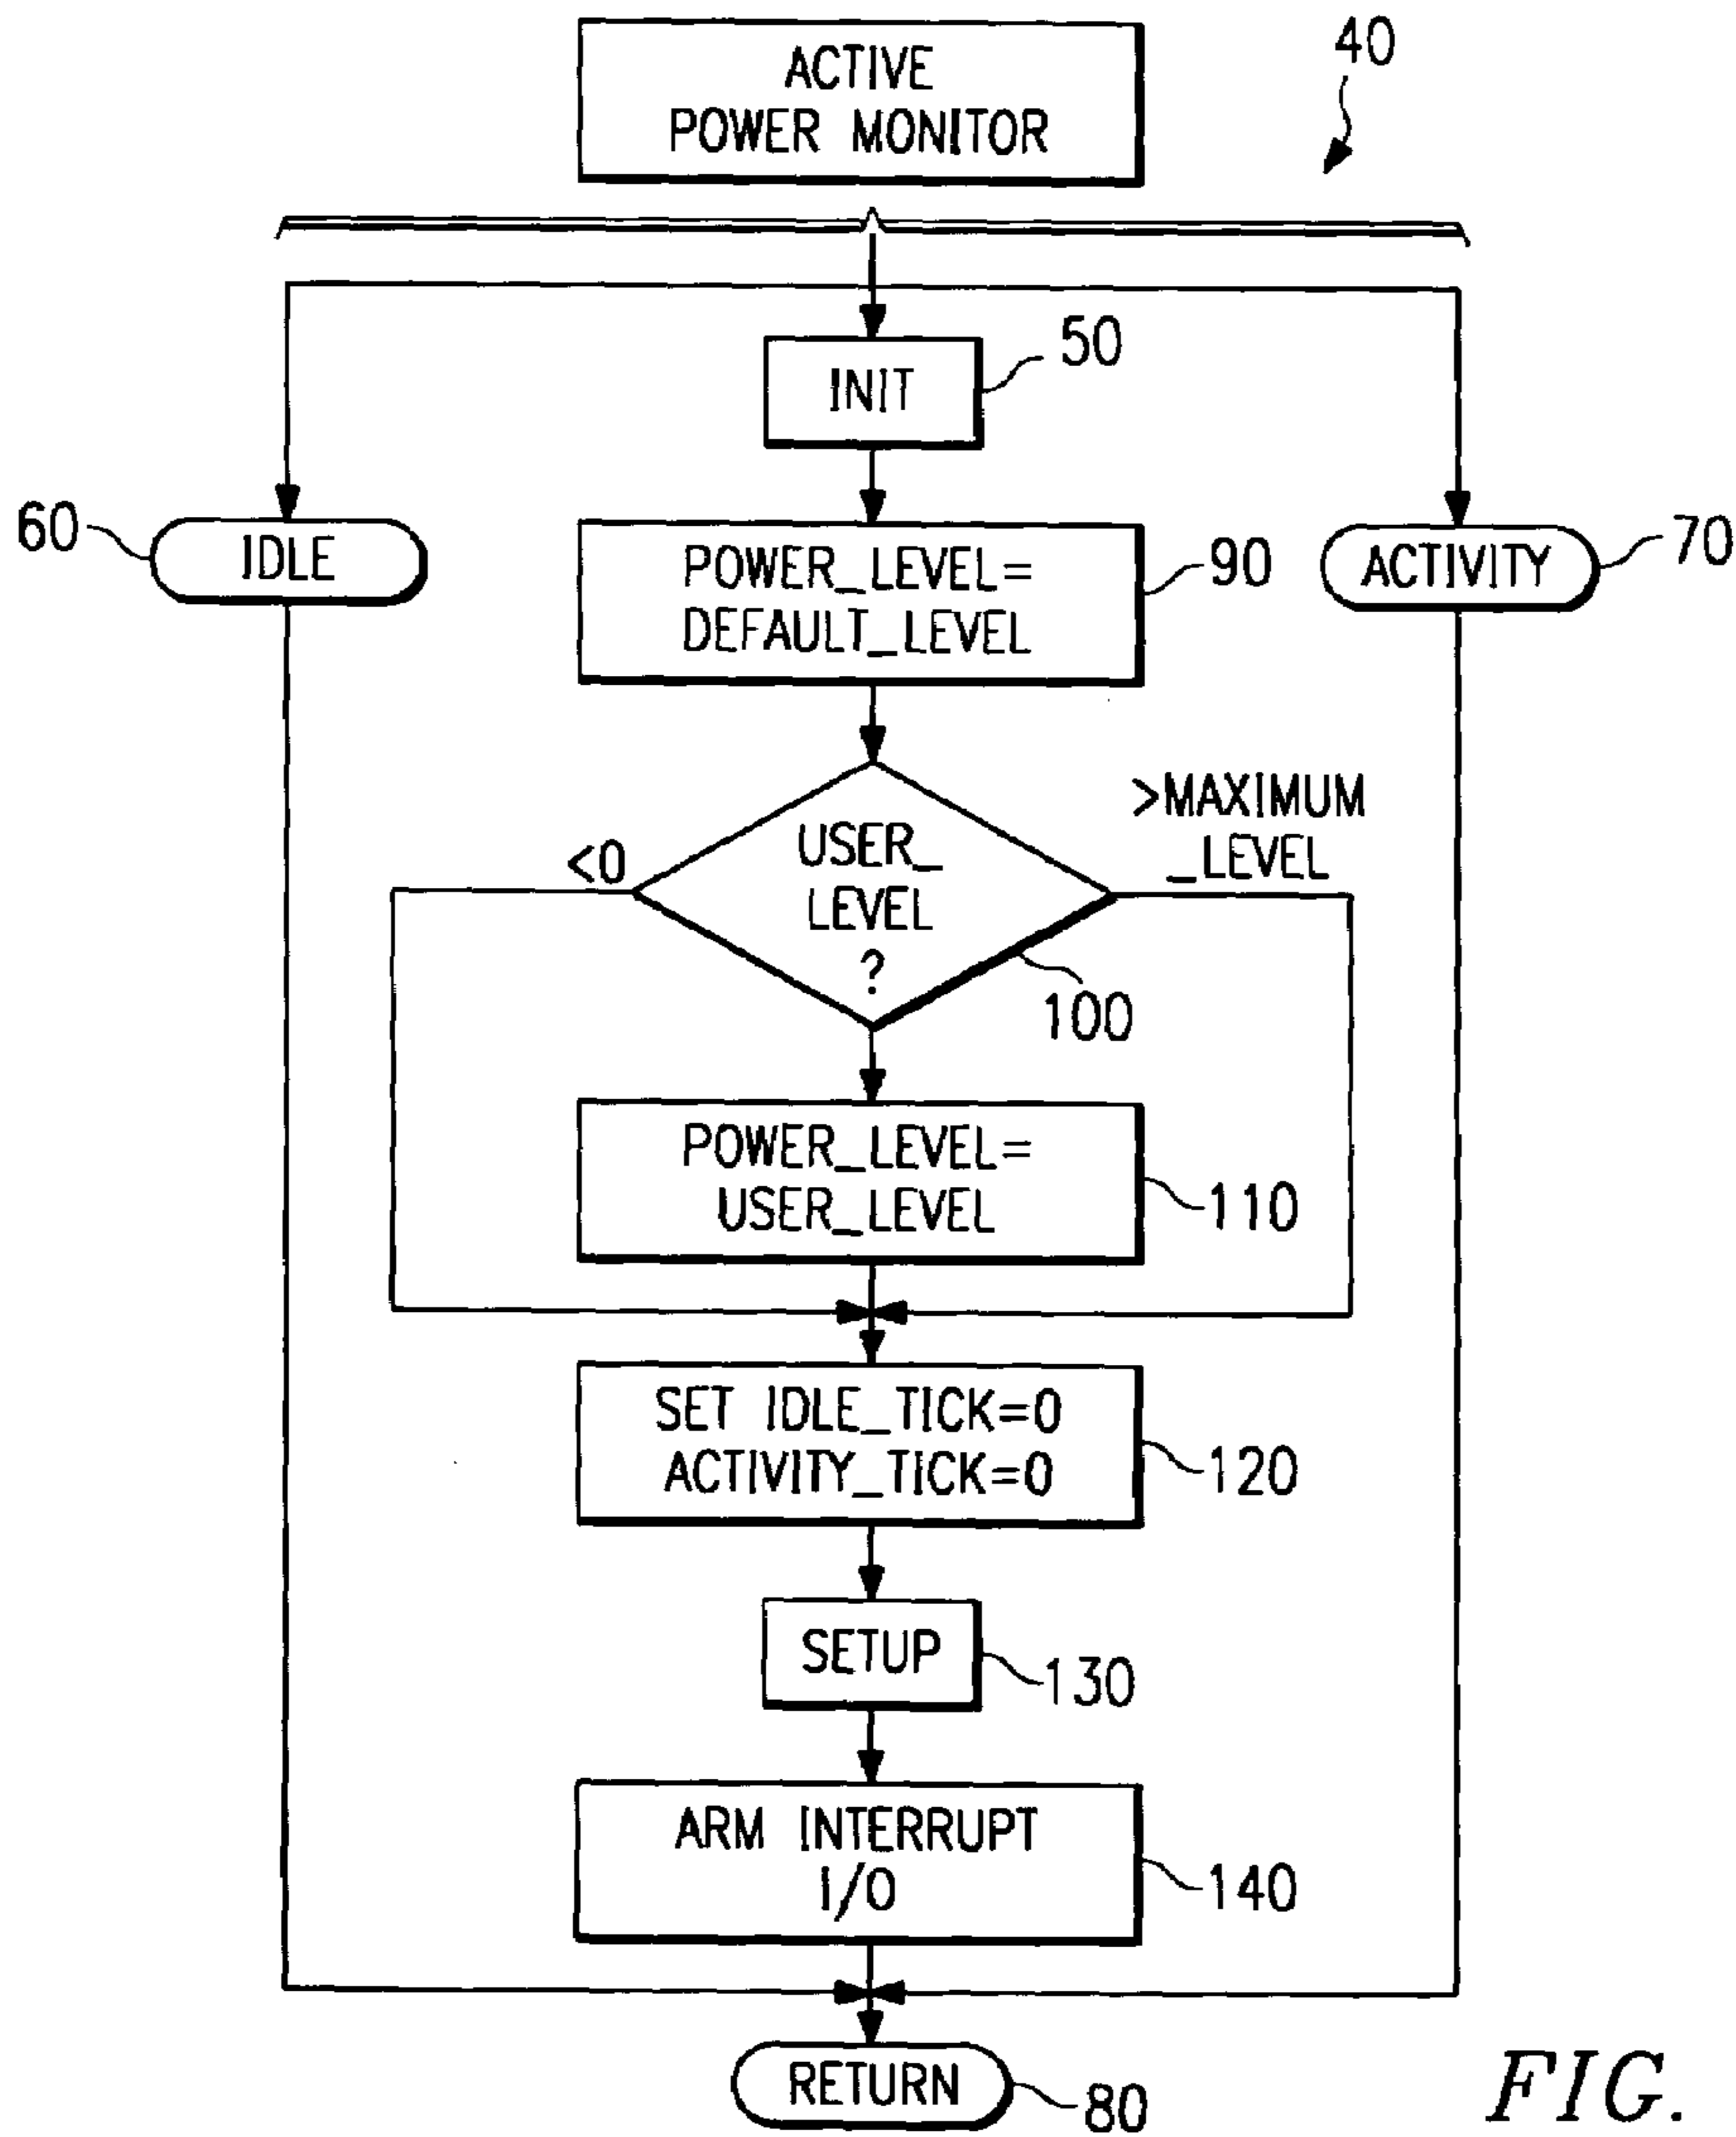 ACTIVE
POWER MONITOR
40
INIT
50
60
IDLE
POWER_LEVEL=
DEFAULT_LEVEL
90
ACTIVITY
70
<0
USER_
LEVEL
?
>MAXIMUM
_LEVEL
100
POWER_LEVEL=
USER_LEVEL
110
SET IDLE_TICK=0
ACTIVITY_TICK=0
120
SETUP
130
ARM INTERRUPT
I/O
140
RETURN
80
FIG.